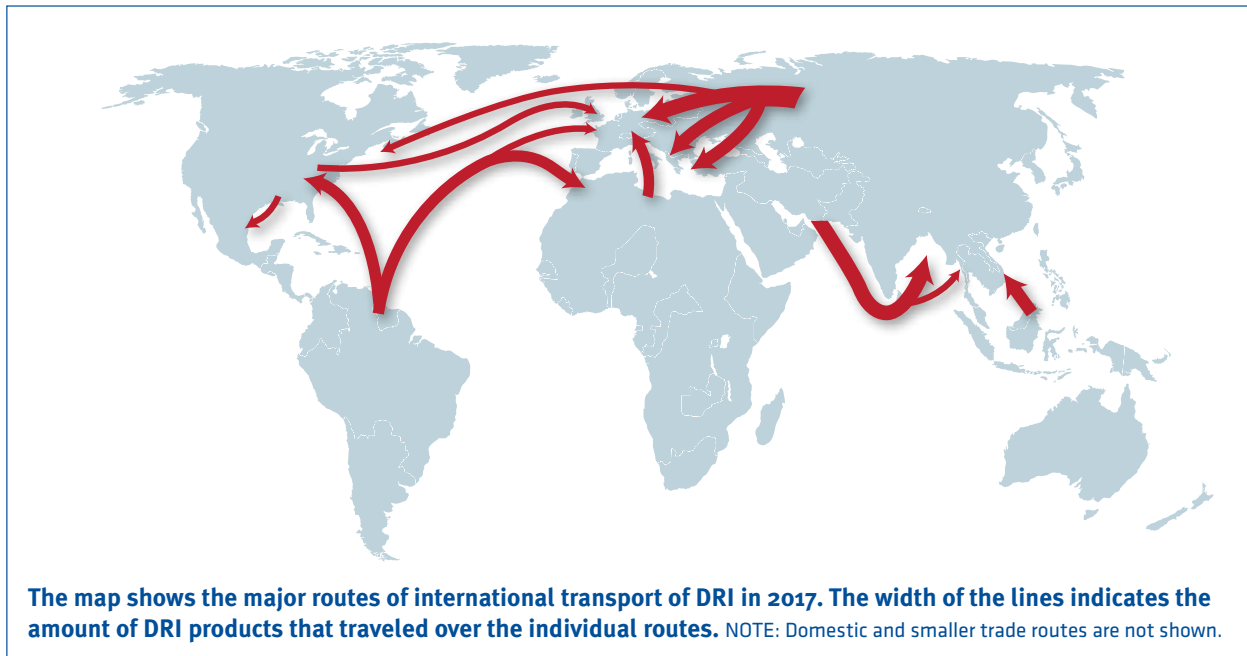 The map shows the major routes of international transport of DRI in 2017. The width of the lines indicates the
amount of DRI products that traveled over the individual routes. NOTE: Domestic and smaller trade routes are not shown.